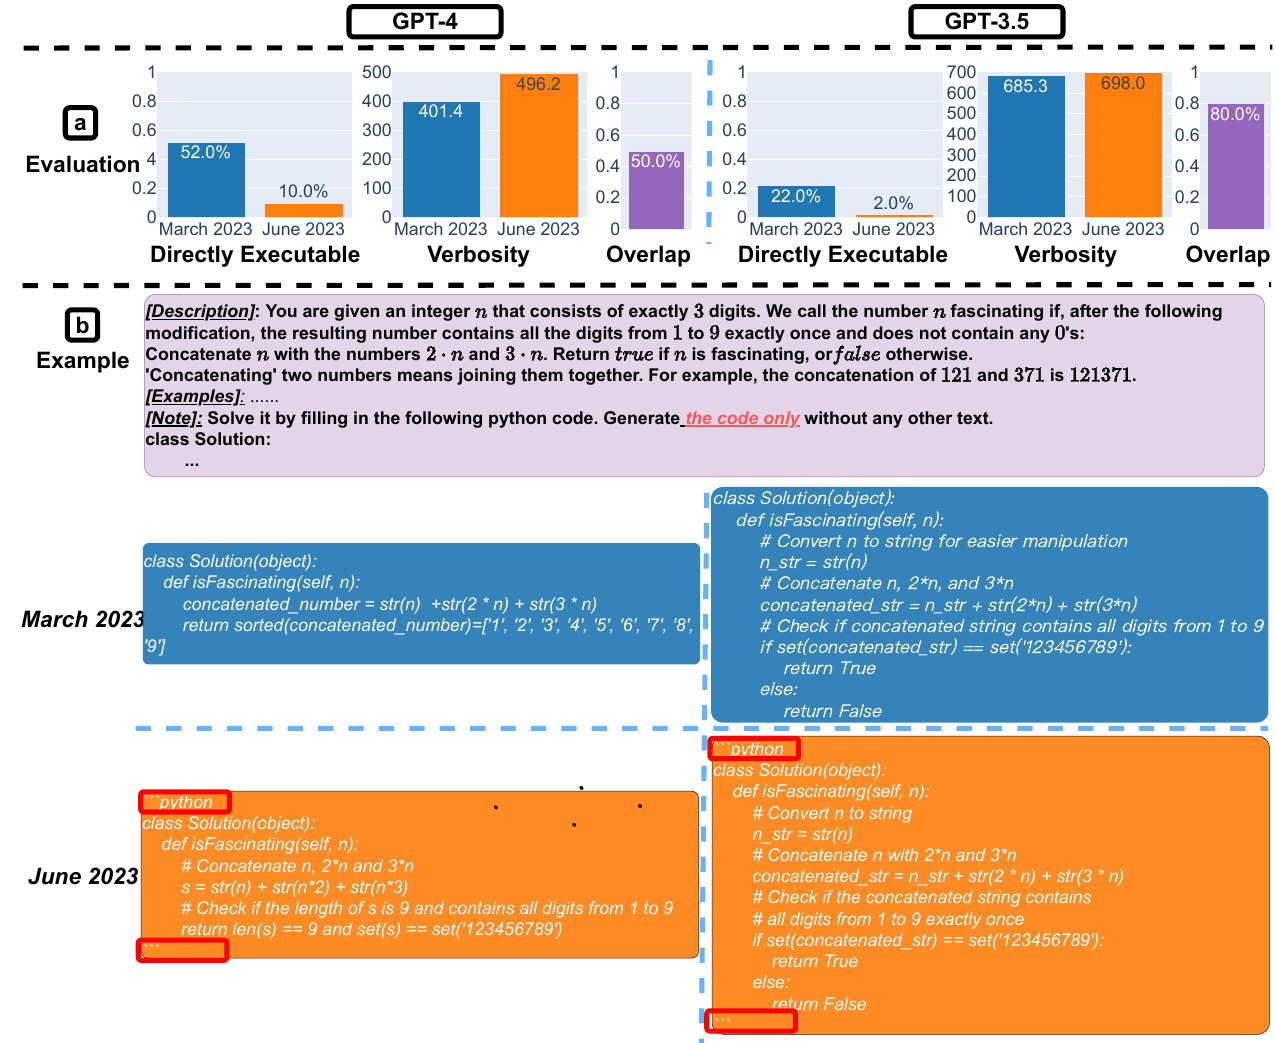 GPT-4
GPT-3.5
a
Evaluation
1
0.8
0.6
0.4
0.2
0
52.0%
10.0%
March 2023 June 2023
Directly Executable
500
400
300
200
100
0
401.4
496.2
March 2023 June 2023
Verbosity
1
0.8
0.6
0.4
0.2
0
50.0%
Overlap
1
0.8
0.6
0.4
0.2
0
22.0%
2.0%
March 2023 June 2023
Directly Executable
700
600
500
400
300
200
100
0
685.3
698.0
March 2023 June 2023
Verbosity
1
0.8
0.6
0.4
0.2
0
80.0%
Overlap
b
Example
[Description]: You are given an integer n that consists of exactly 3 digits. We call the number n fascinating if, after the following
modification, the resulting number contains all the digits from 1 to 9 exactly once and does not contain any 0's:
Concatenate n with the numbers 2 · n and 3 · n. Return true if n is fascinating, or false otherwise.
'Concatenating' two numbers means joining them together. For example, the concatenation of 121 and 371 is 121371.
[Examples]: ......
[Note]: Solve it by filling in the following python code. Generate the code only without any other text.
class Solution:
...
March 2023
class Solution(object):
def isFascinating(self, n):
concatenated_number = str(n) +str(2 * n) + str(3 * n)
return sorted(concatenated_number)=['1', '2', '3', '4', '5', '6', '7', '8',
'9']
class Solution(object):
def isFascinating(self, n):
# Convert n to string for easier manipulation
n_str = str(n)
# Concatenate n, 2*n, and 3*n
concatenated_str = n_str + str(2*n) + str(3*n)
# Check if concatenated string contains all digits from 1 to 9
if set(concatenated_str) == set('123456789'):
return True
else:
return False
June 2023
```python
class Solution(object):
def isFascinating(self, n):
# Concatenate n, 2*n and 3*n
s = str(n) + str(n*2) + str(n*3)
# Check if the length of s is 9 and contains all digits from 1 to 9
return len(s) == 9 and set(s) == set('123456789')
```
```python
class Solution(object):
def isFascinating(self, n):
# Convert n to string
n_str = str(n)
# Concatenate n with 2*n and 3*n
concatenated_str = n_str + str(2 * n) + str(3 * n)
# Check if the concatenated string contains
# all digits from 1 to 9 exactly once
if set(concatenated_str) == set('123456789'):
return True
else:
return False
```